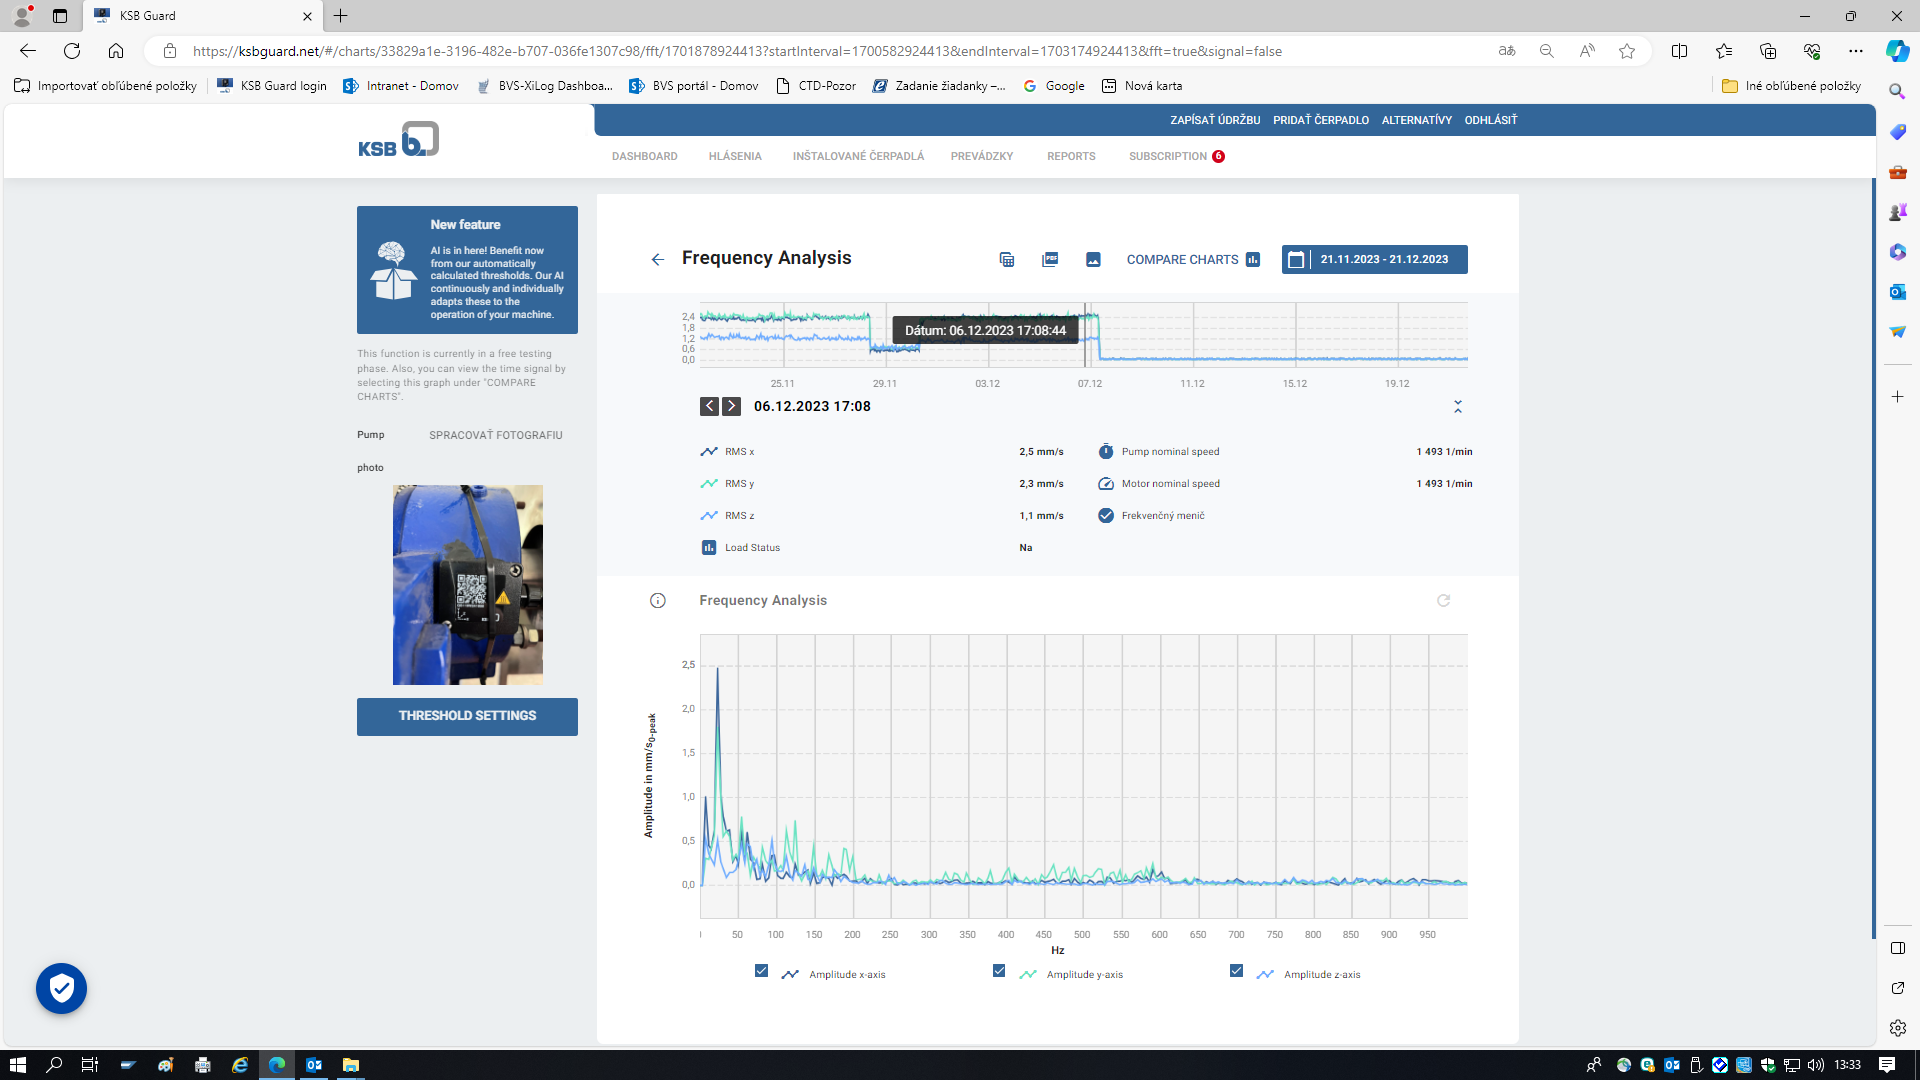 KSB Guard
https://ksbguard.net/#/charts/33829a1e-3196-482e-b707-036fe1307c98/fft/1701878924413?startInterval=1700582924413&endInterval=1703174924413&fft=true&signal=false
Importovať obľúbené položky KSB Guard login Intranet - Domov BVS-XiLog Dashboa... BVS portál - Domov CTD-Pozor Zadanie žiadanky –... Google Nová karta Iné obľúbené položky
ZAPÍSAŤ ÚDRŽBU PRIDAŤ ČERPADLO ALTERNATÍVY ODHLÁSIŤ
KSB
DASHBOARD HLÁSENIA INŠTALOVANÉ ČERPADLÁ PREVÁDZKY REPORTS SUBSCRIPTION 6
New feature
AI is in here! Benefit now
from our automatically
calculated thresholds. Our AI
continuously and individually
adapts these to the
operation of your machine.
This function is currently in a free testing
phase. Also, you can view the time signal by
selecting this graph under "COMPARE
CHARTS".
Pump SPRACOVAŤ FOTOGRAFIU
photo
THRESHOLD SETTINGS
Frequency Analysis
PDF
COMPARE CHARTS
21.11.2023 - 21.12.2023
2,4
1,8
1,2
0,6
0,0
Dátum: 06.12.2023 17:08:44
25.11 29.11 03.12 07.12 11.12 15.12 19.12
06.12.2023 17:08
RMS x 2,5 mm/s Pump nominal speed 1 493 1/min
RMS y 2,3 mm/s Motor nominal speed 1 493 1/min
RMS z 1,1 mm/s Frekvenčný menič
Load Status Na
Frequency Analysis
Amplitude in mm/s0-peak
2,5
2,0
1,5
1,0
0,5
0,0
50 100 150 200 250 300 350 400 450 500 550 600 650 700 750 800 850 900 950
Hz
Amplitude x-axis Amplitude y-axis Amplitude z-axis
13:33